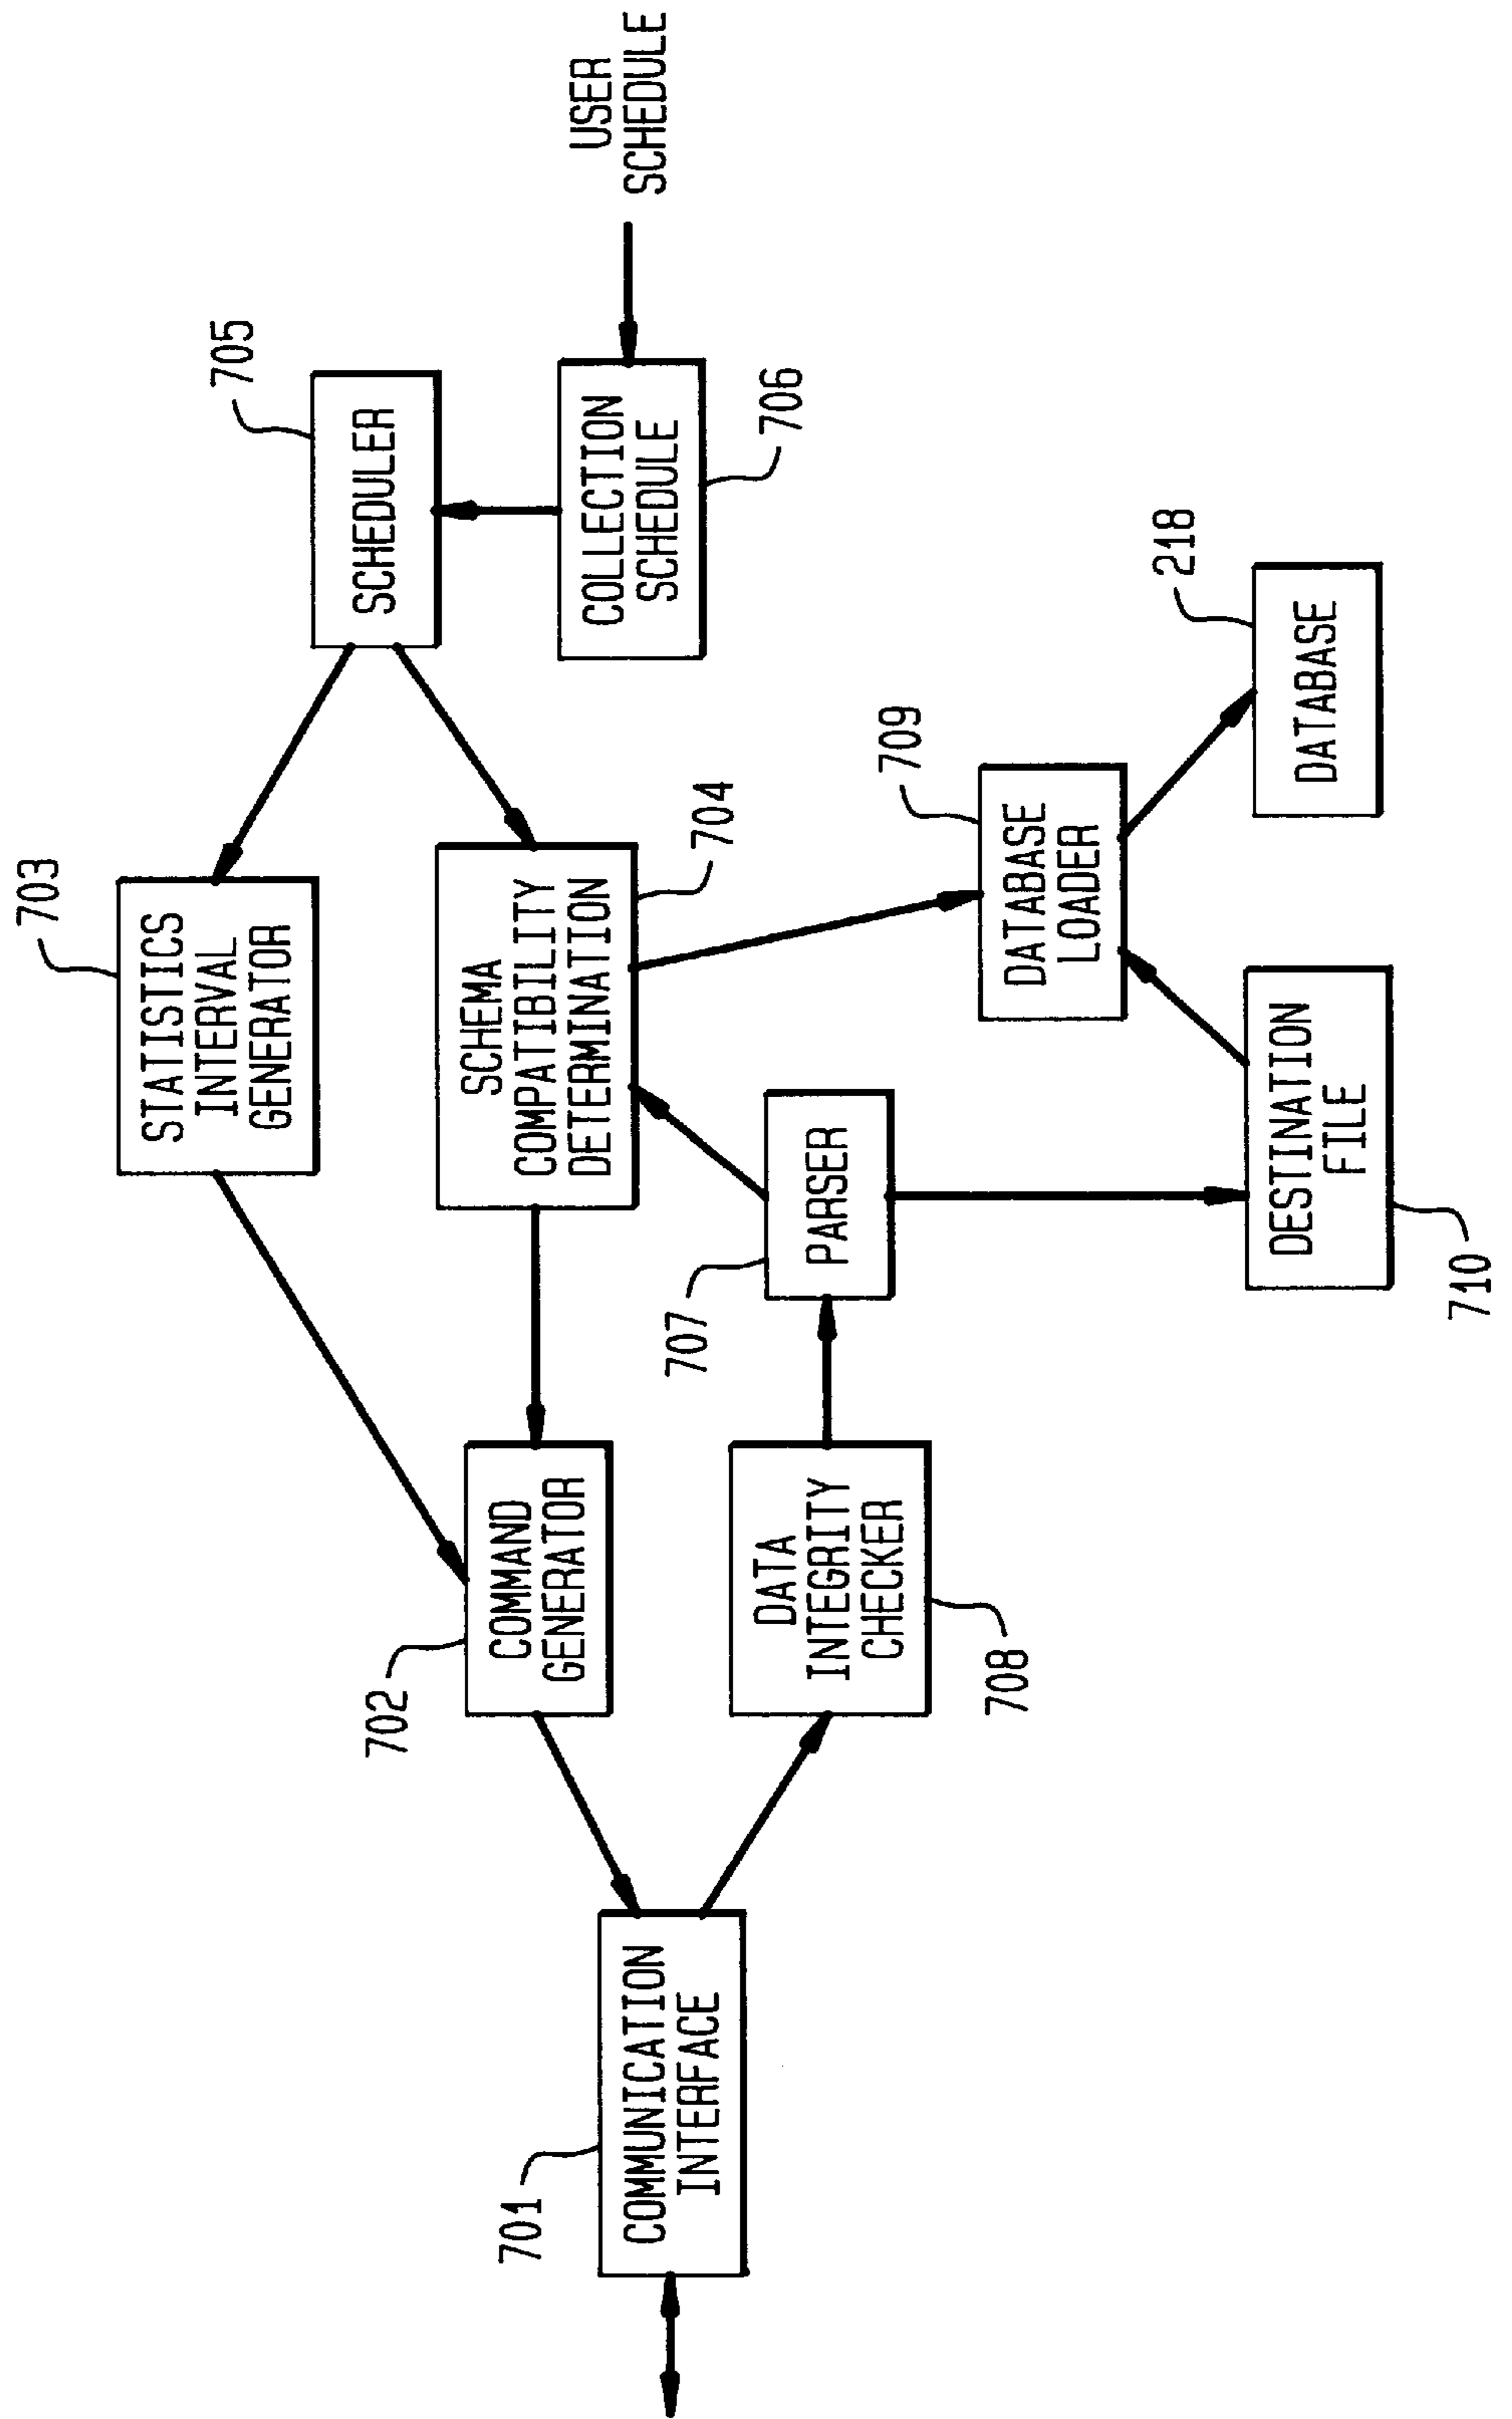 703
STATISTICS
INTERVAL
GENERATOR
705
SCHEDULER
USER
SCHEDULE
702
COMMAND
GENERATOR
SCHEMA
COMPATIBILITY
DETERMINATION
704
COLLECTION
SCHEDULE
706
701
COMMUNICATION
INTERFACE
DATA
INTEGRITY
CHECKER
708
707
PARSER
709
DATABASE
LOADER
218
DATABASE
DESTINATION
FILE
710